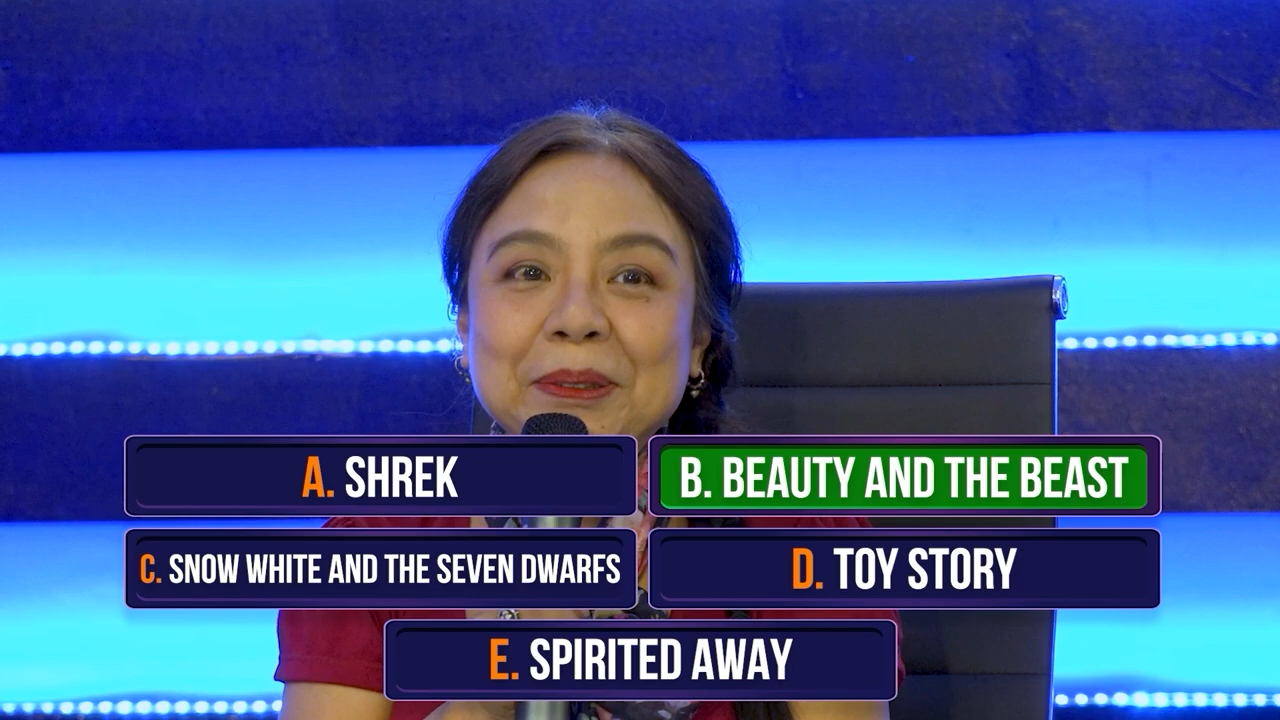 A. SHREK
B. BEAUTY AND THE BEAST
C. SNOW WHITE AND THE SEVEN DWARFS
D. TOY STORY
E. SPIRITED AWAY